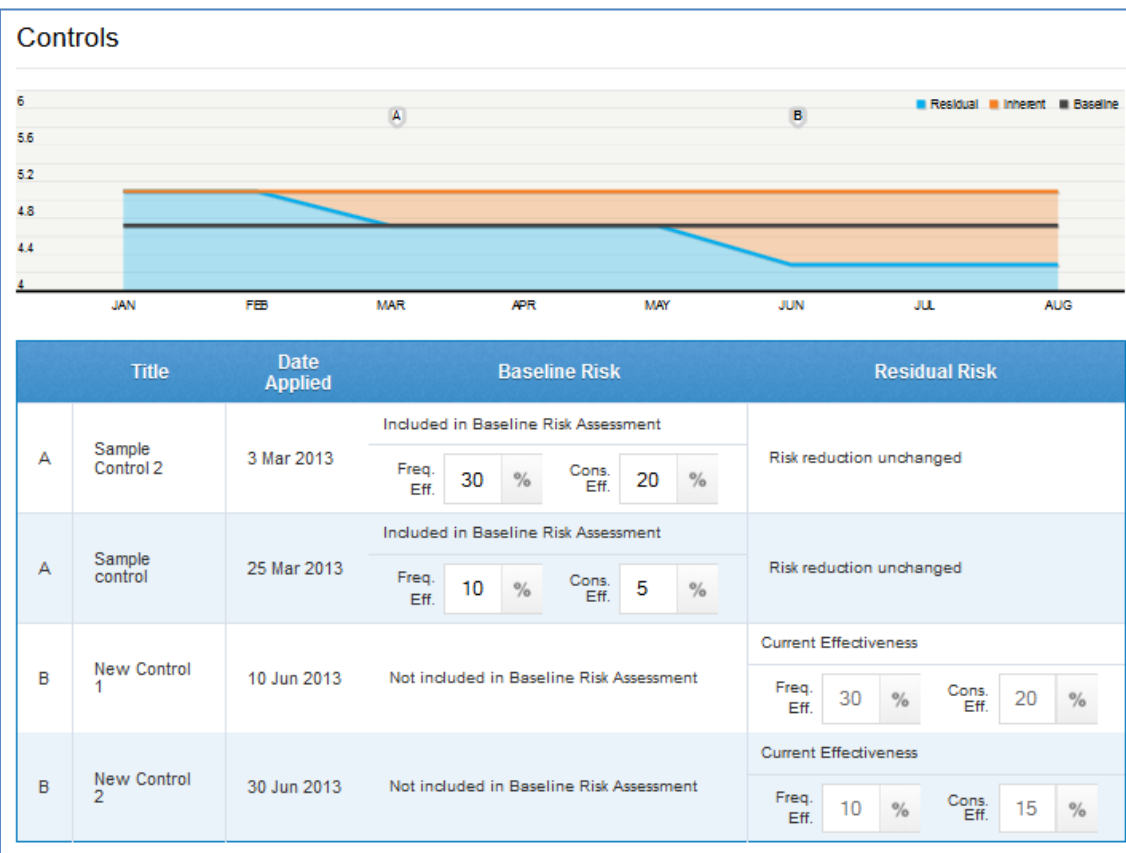 Controls
6
A
B
Residual Inherent Baseline
5.6
5.2
4.8
4.4
4
JAN FEB MAR APR MAY JUN JUL AUG
Title
Date
Applied
Baseline Risk
Residual Risk
A
Sample
Control 2
3 Mar 2013
Included in Baseline Risk Assessment
Freq.
Eff.
30 %
Cons.
Eff.
20 %
Risk reduction unchanged
A
Sample
control
25 Mar 2013
Included in Baseline Risk Assessment
Freq.
Eff.
10 %
Cons.
Eff.
5 %
Risk reduction unchanged
B
New Control
1
10 Jun 2013
Not included in Baseline Risk Assessment
Current Effectiveness
Freq.
Eff.
30 %
Cons.
Eff.
20 %
B
New Control
2
30 Jun 2013
Not included in Baseline Risk Assessment
Current Effectiveness
Freq.
Eff.
10 %
Cons.
Eff.
15 %